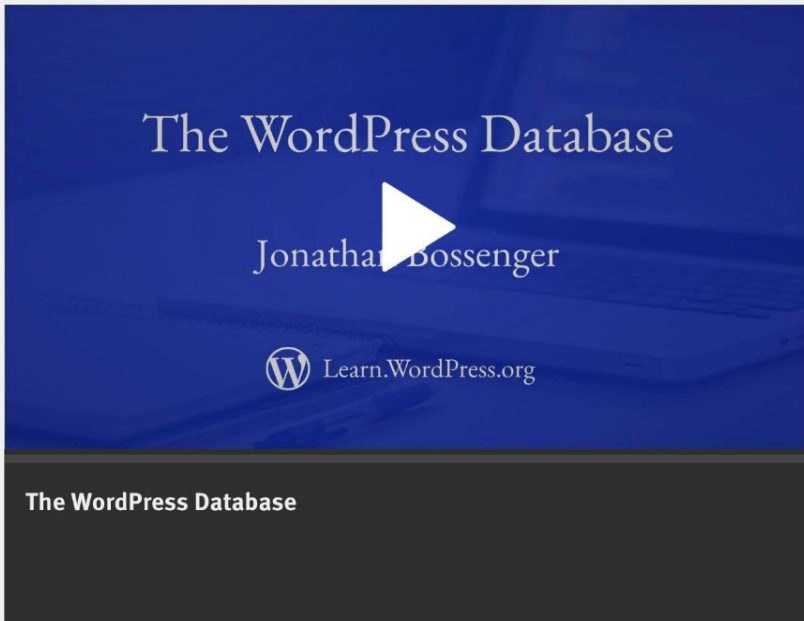 The WordPress Database
Jonathan Bossenger
Learn.WordPress.org
The WordPress Database